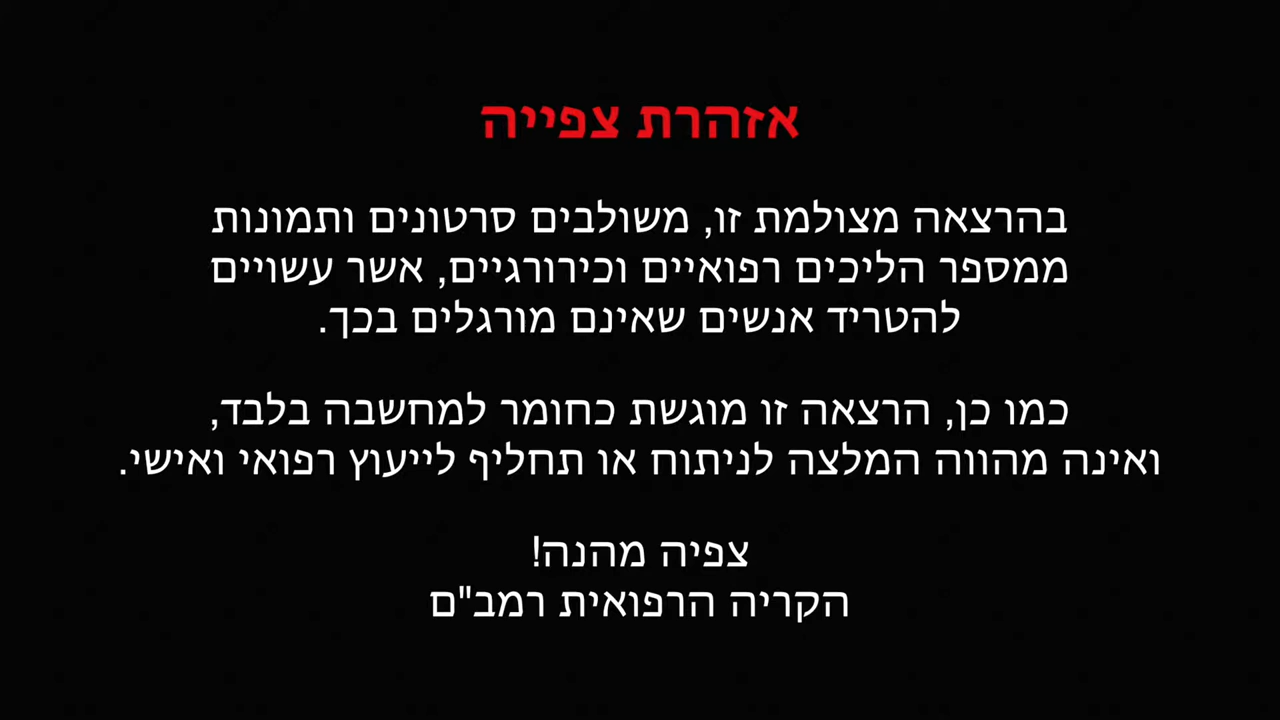 אזהרת צפייה
בהרצאה מצולמת זו, משולבים סרטונים ותמונות
ממספר הליכים רפואיים וכירורגיים, אשר עשויים
להטריד אנשים שאינם מורגלים בכך.
כמו כן, הרצאה זו מוגשת כחומר למחשבה בלבד,
ואינה מהווה המלצה לניתוח או תחליף לייעוץ רפואי ואישי.
צפיה מהנה!
הקריה הרפואית רמב"ם